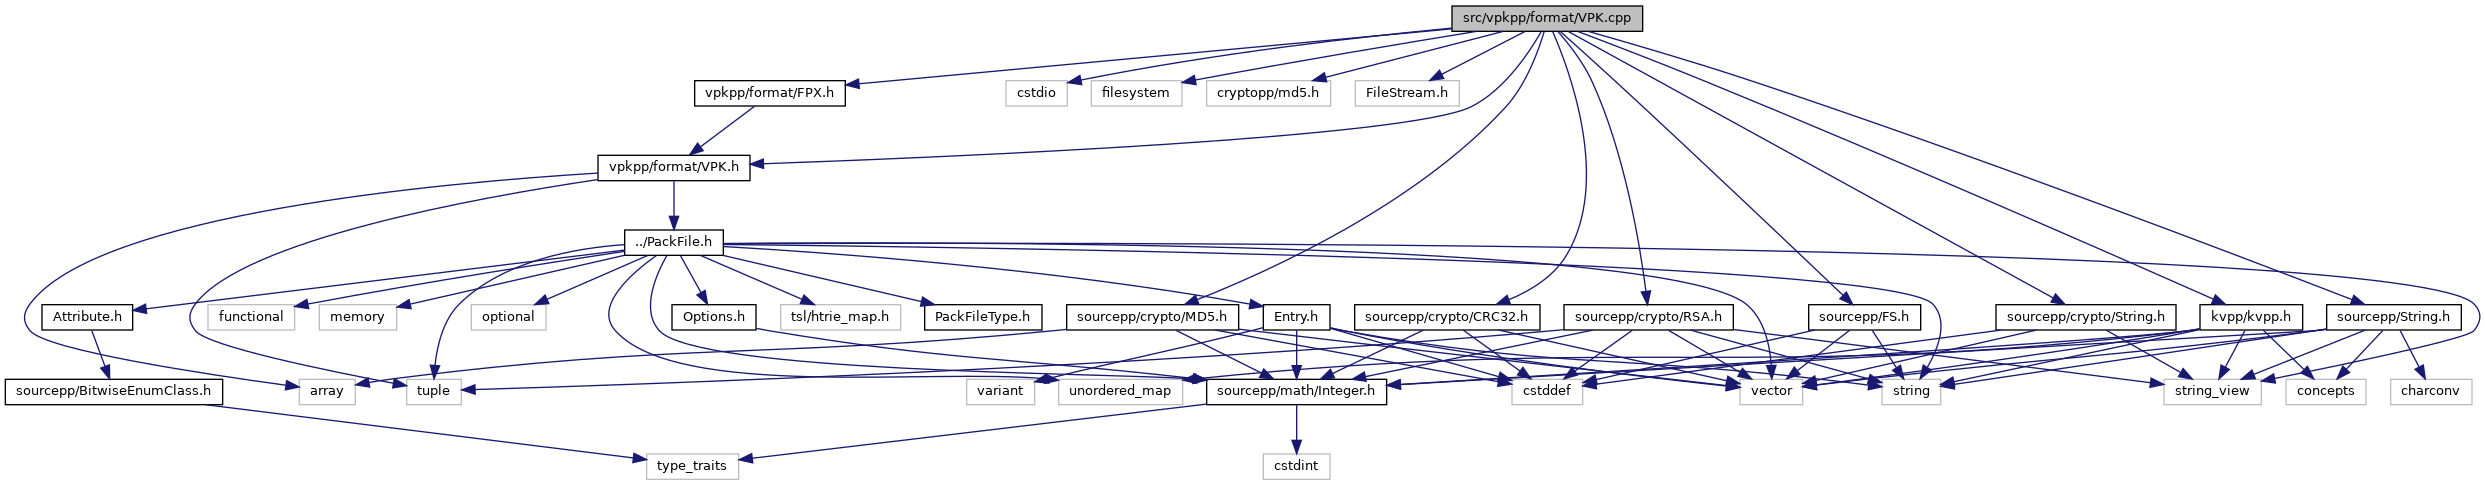 src/vpkpp/format/VPK.cpp
vpkpp/format/FPX.h
cstdio
filesystem
cryptopp/md5.h
FileStream.h
vpkpp/format/VPK.h
../PackFile.h
Attribute.h
functional
memory
optional
Options.h
tsl/htrie_map.h
PackFileType.h
sourcepp/crypto/MD5.h
Entry.h
sourcepp/crypto/CRC32.h
sourcepp/crypto/RSA.h
sourcepp/FS.h
sourcepp/crypto/String.h
kvpp/kvpp.h
sourcepp/String.h
sourcepp/BitwiseEnumClass.h
array
tuple
variant
unordered_map
sourcepp/math/Integer.h
cstddef
vector
string
string_view
concepts
charconv
type_traits
cstdint